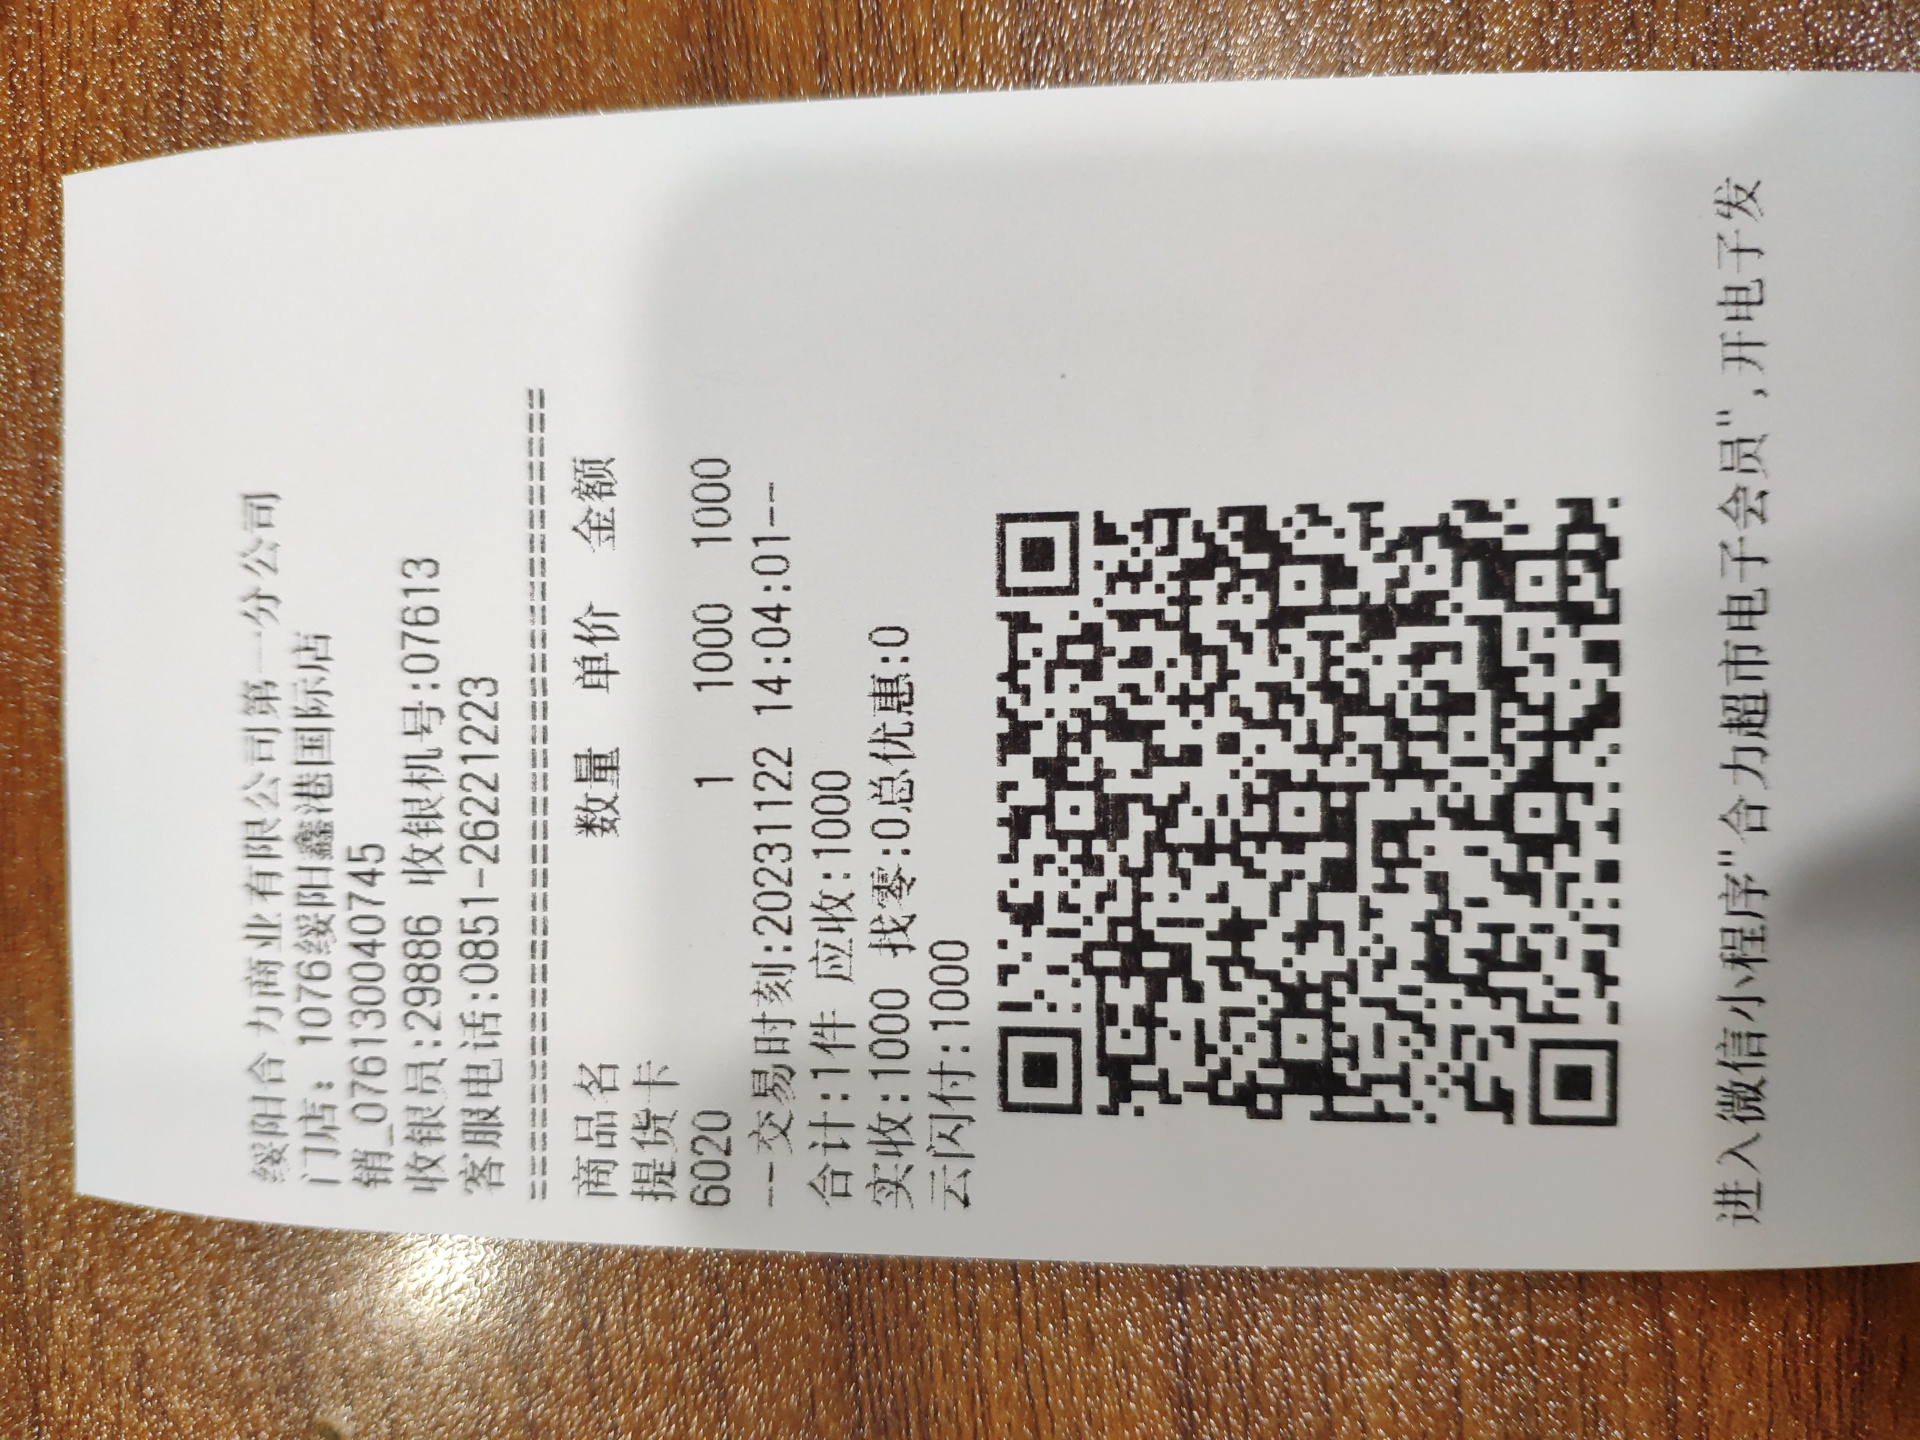 绥阳合力商业有限公司第一分公司
门店: 1076绥阳鑫港国际店
销_076130040745
收银员:29886 收银机号:07613
客服电话:0851-26221223
==================================
商品名 数量 单价 金额
提货卡
6020 1 1000 1000
--交易时刻:20231122 14:04:01--
合计:1件 应收:1000
实收:1000 找零:0总优惠:0
云闪付:1000
进入微信小程序"合力超市电子会员",开电子发